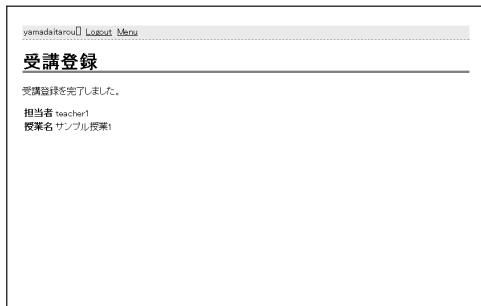 yamadaitarou▯ Logout Menu
受講登録
受講登録を完了しました。
担当者 teacher1
授業名 サンプル授業1